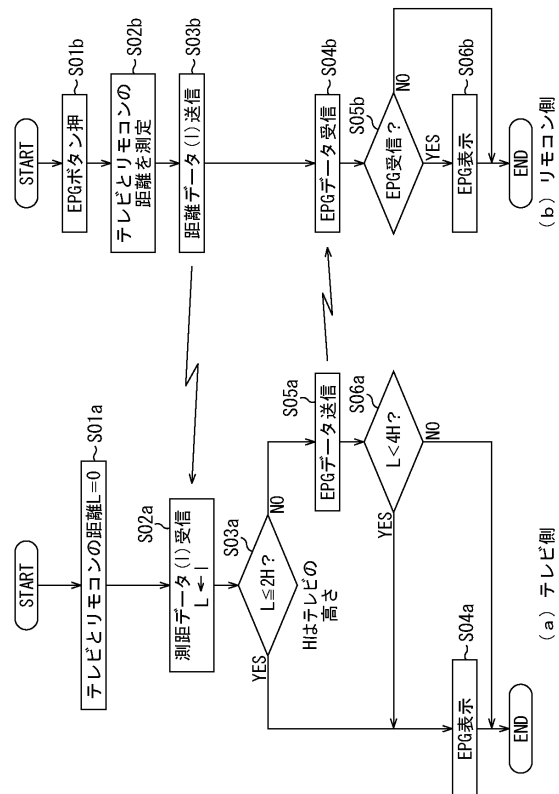 START
テレビとリモコンの距離L=0
S01a
測距データ(l)受信
L ← l
S02a
L≦2H?
S03a
YES
NO
Hはテレビの
高さ
EPGデータ送信
S05a
L<4H?
S06a
YES
NO
EPG表示
S04a
END
(a) テレビ側
START
EPGボタン押
S01b
テレビとリモコンの
距離を測定
S02b
距離データ(l)送信
S03b
EPGデータ受信
S04b
EPG受信?
S05b
NO
YES
EPG表示
S06b
END
(b) リモコン側